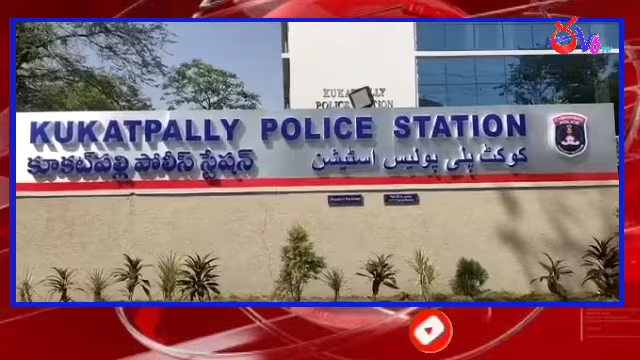 KUKATPALLY
POLICE STATION
KUKATPALLY POLICE STATION
కూకట్‌పల్లి పోలీస్ స్టేషన్
کوکٹ پلی پولیس اسٹیشن